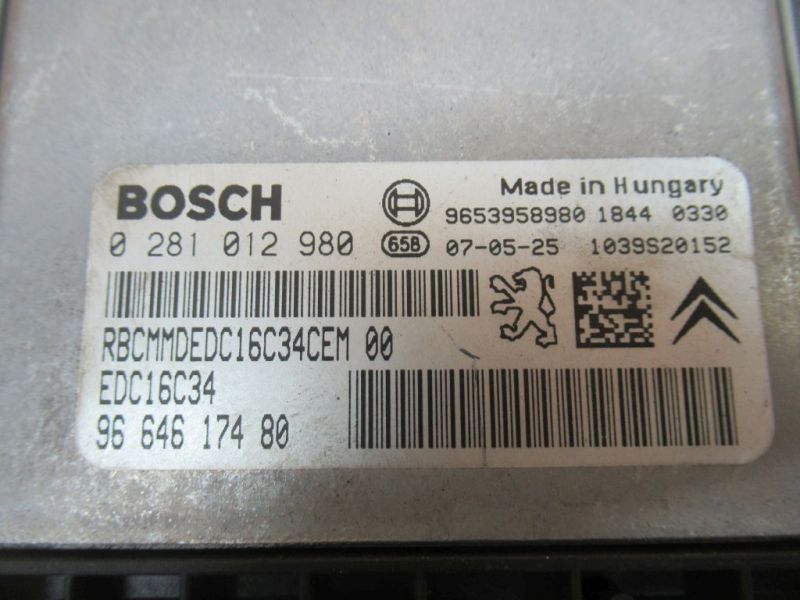 BOSCH
Made in Hungary
9653958980 1844 0330
0 281 012 980
658
07-05-25 1039S20152
RBCMMDEDC16C34CEM 00
EDC16C34
96 646 174 80